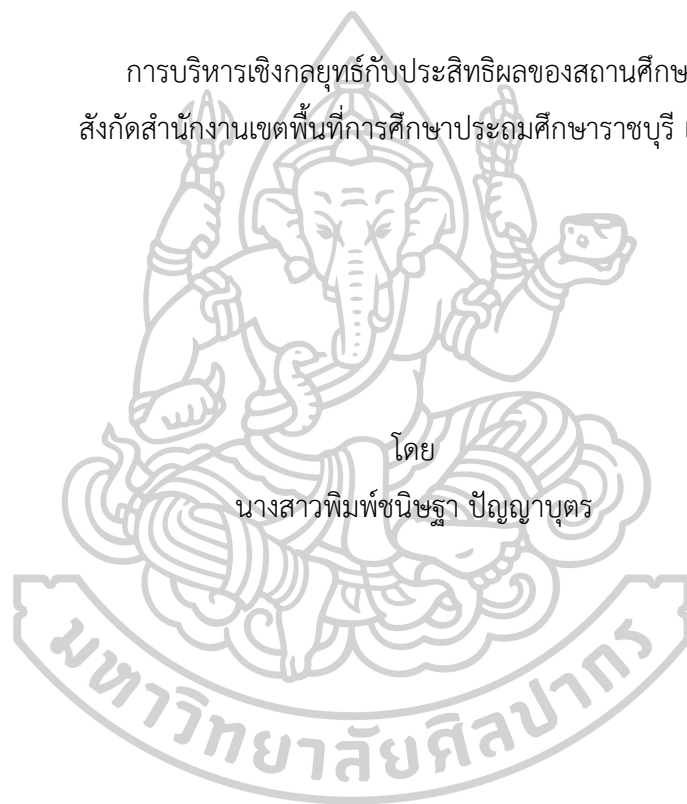 การบริหารเชิงกลยุทธ์กับประสิทธิผลของสถานศึกษ
สังกัดสำนักงานเขตพื้นที่การศึกษาประถมศึกษาราชบุรี
โดย
นางสาวพิมพ์ชนิษฐา ปัญญาบุตร
มหาวิทยาลัยศิลปากร